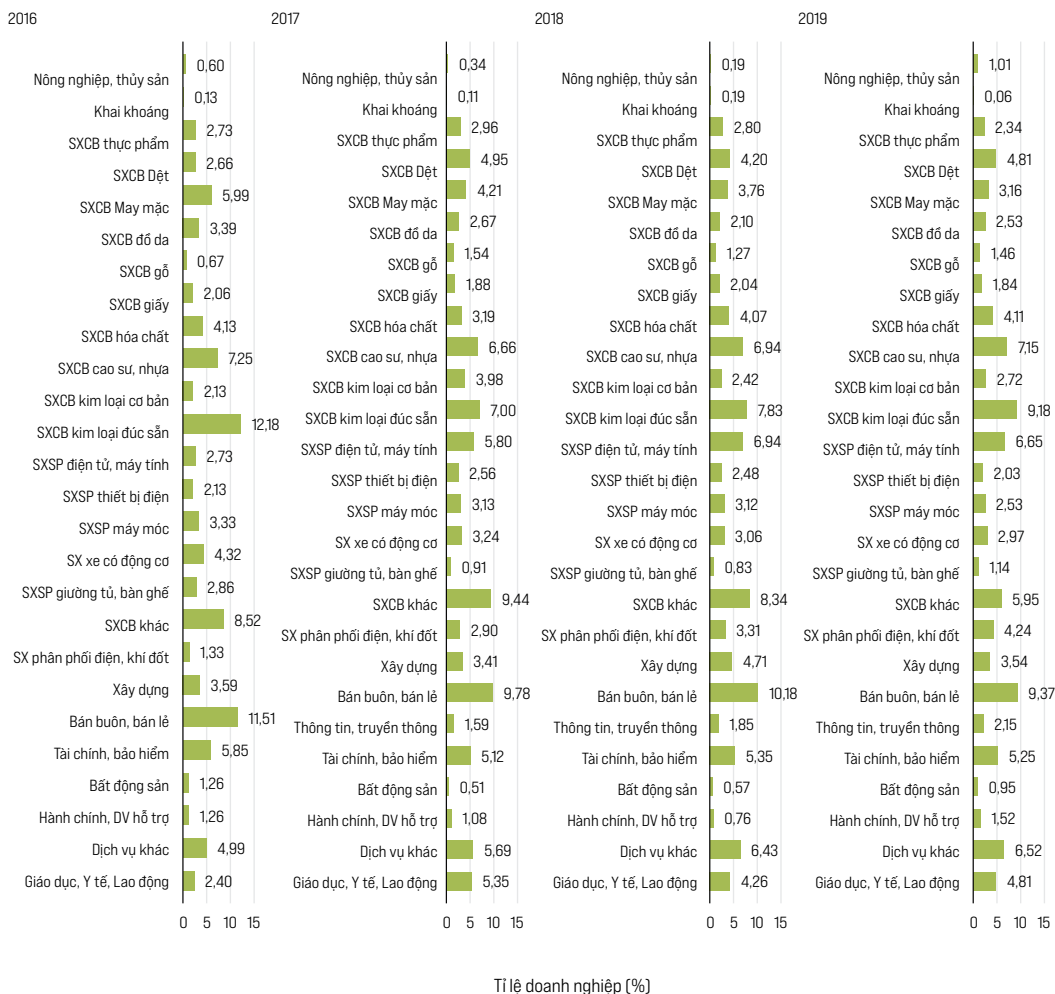 2016
Nông nghiệp, thủy sản 0,60
Khai khoáng 0,13
SXCB thực phẩm 2,73
SXCB Dệt 2,66
SXCB May mặc 5,99
SXCB đồ da 3,39
SXCB gỗ 0,67
SXCB giấy 2,06
SXCB hóa chất 4,13
SXCB cao su, nhựa 7,25
SXCB kim loại cơ bản 2,13
SXCB kim loại đúc sẵn 12,18
SXSP điện tử, máy tính 2,73
SXSP thiết bị điện 2,13
SXSP máy móc 3,33
SX xe có động cơ 4,32
SXSP giường tủ, bàn ghế 2,86
SXCB khác 8,52
SX phân phối điện, khí đốt 1,33
Xây dựng 3,59
Bán buôn, bán lẻ 11,51
Tài chính, bảo hiểm 5,85
Bất động sản 1,26
Hành chính, DV hỗ trợ 1,26
Dịch vụ khác 4,99
Giáo dục, Y tế, Lao động 2,40
0 5 10 15
2017
Nông nghiệp, thủy sản 0,34
Khai khoáng 0,11
SXCB thực phẩm 2,96
SXCB Dệt 4,95
SXCB May mặc 4,21
SXCB đồ da 2,67
SXCB gỗ 1,54
SXCB giấy 1,88
SXCB hóa chất 3,19
SXCB cao su, nhựa 6,66
SXCB kim loại cơ bản 3,98
SXCB kim loại đúc sẵn 7,00
SXSP điện tử, máy tính 5,80
SXSP thiết bị điện 2,56
SXSP máy móc 3,13
SX xe có động cơ 3,24
SXSP giường tủ, bàn ghế 0,91
SXCB khác 9,44
SX phân phối điện, khí đốt 2,90
Xây dựng 3,41
Bán buôn, bán lẻ 9,78
Thông tin, truyền thông 1,59
Tài chính, bảo hiểm 5,12
Bất động sản 0,51
Hành chính, DV hỗ trợ 1,08
Dịch vụ khác 5,69
Giáo dục, Y tế, Lao động 5,35
0 5 10 15
2018
Nông nghiệp, thủy sản 0,19
Khai khoáng 0,19
SXCB thực phẩm 2,80
SXCB Dệt 4,20
SXCB May mặc 3,76
SXCB đồ da 2,10
SXCB gỗ 1,27
SXCB giấy 2,04
SXCB hóa chất 4,07
SXCB cao su, nhựa 6,94
SXCB kim loại cơ bản 2,42
SXCB kim loại đúc sẵn 7,83
SXSP điện tử, máy tính 6,94
SXSP thiết bị điện 2,48
SXSP máy móc 3,12
SX xe có động cơ 3,06
SXSP giường tủ, bàn ghế 0,83
SXCB khác 8,34
SX phân phối điện, khí đốt 3,31
Xây dựng 4,71
Bán buôn, bán lẻ 10,18
Thông tin, truyền thông 1,85
Tài chính, bảo hiểm 5,35
Bất động sản 0,57
Hành chính, DV hỗ trợ 0,76
Dịch vụ khác 6,43
Giáo dục, Y tế, Lao động 4,26
0 5 10 15
2019
Nông nghiệp, thủy sản 1,01
Khai khoáng 0,06
SXCB thực phẩm 2,34
SXCB Dệt 4,81
SXCB May mặc 3,16
SXCB đồ da 2,53
SXCB gỗ 1,46
SXCB giấy 1,84
SXCB hóa chất 4,11
SXCB cao su, nhựa 7,15
SXCB kim loại cơ bản 2,72
SXCB kim loại đúc sẵn 9,18
SXSP điện tử, máy tính 6,65
SXSP thiết bị điện 2,03
SXSP máy móc 2,53
SX xe có động cơ 2,97
SXSP giường tủ, bàn ghế 1,14
SXCB khác 5,95
SX phân phối điện, khí đốt 4,24
Xây dựng 3,54
Bán buôn, bán lẻ 9,37
Thông tin, truyền thông 2,15
Tài chính, bảo hiểm 5,25
Bất động sản 0,95
Hành chính, DV hỗ trợ 1,52
Dịch vụ khác 6,52
Giáo dục, Y tế, Lao động 4,81
0 5 10 15
Tỉ lệ doanh nghiệp (%)